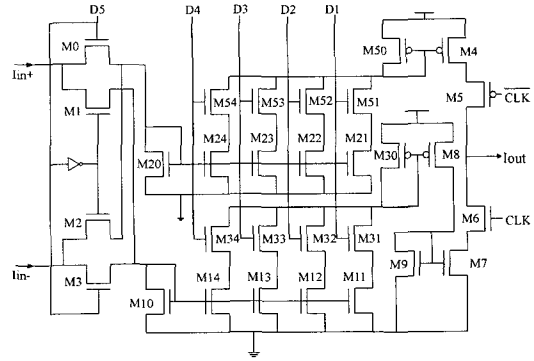 D5 D4 D3 D2 D1
M0 M50 M4
Iin+
M5 CLK
M54 M53 M52 M51
M1
M24 M23 M22 M21
M20 M30 M8 Iout
M2 M6 CLK
M34 M33 M32 M31
Iin-
M3 M9 M7
M10 M14 M13 M12 M11